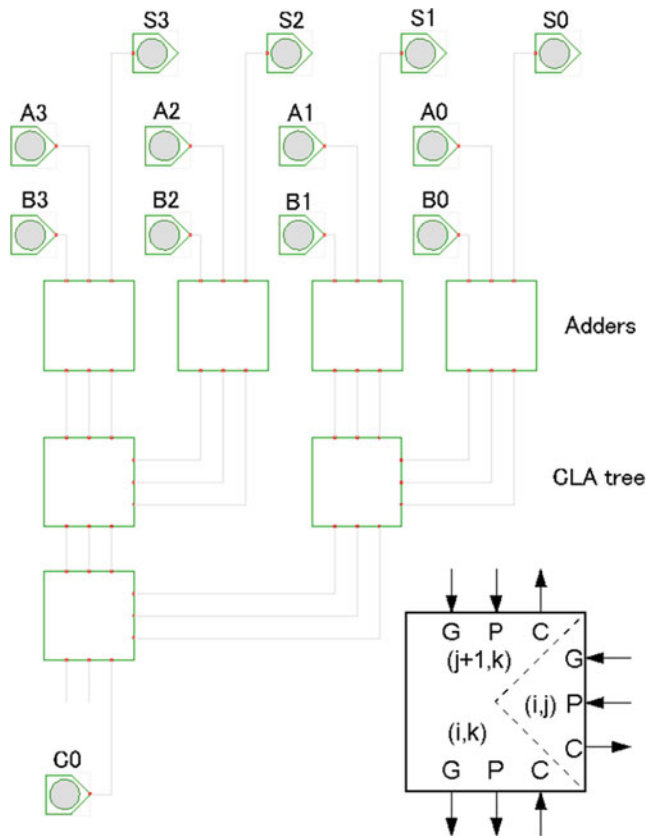 S3 S2 S1 S0
A3 A2 A1 A0
B3 B2 B1 B0
Adders
CLA tree
G P C
(j+1,k) G
(i,j) P
(i,k) C
G P C
C0